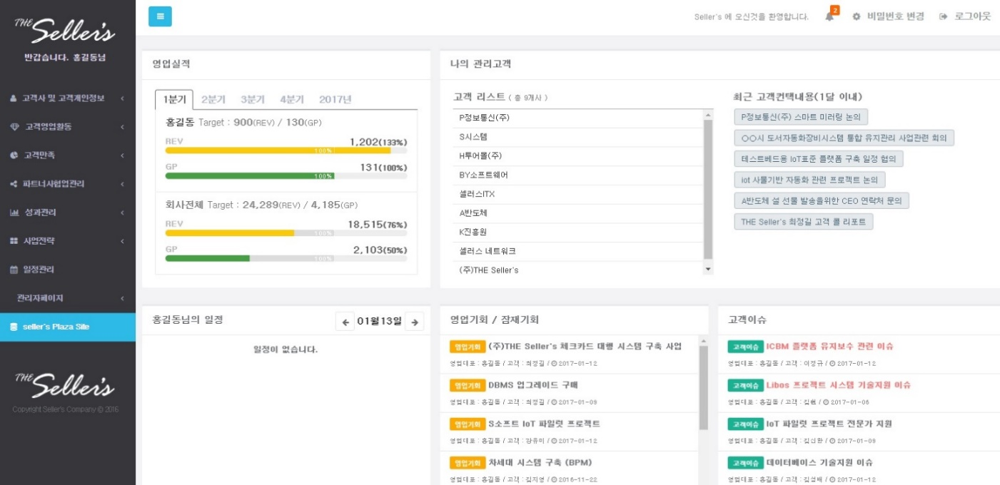 THE Seller's
반갑습니다. 홍길동님
고객사 및 고객개인정보
고객영업활동
고객만족
파트너사협업관리
성과관리
사업전략
일정관리
관리자페이지
seller's Plaza Site
THE Seller's
Copyright Seller's Company © 2016
Seller's 에 오신것을 환영합니다.
2
비밀번호 변경
로그아웃
영업실적
1분기 2분기 3분기 4분기 2017년
홍길동 Target : 900(REV) / 130(GP)
REV 1,202(133%)
100%
GP 131(100%)
100%
회사전체 Target : 24,289(REV) / 4,185(GP)
REV 18,515(76%)
100%
GP 2,103(50%)
100%
나의 관리고객
고객 리스트 ( 총 9개사 )
P정보통신(주)
S시스템
H투어몰(주)
BY소프트웨어
셀러스ITX
A반도체
K진흥원
셀러스 네트워크
(주)THE Seller's
최근 고객컨택내용(1달 이내)
P정보통신(주) 스마트 미러링 논의
○○시 도서자동화장비시스템 통합 유지관리 사업관련 회의
테스트베드용 IoT표준 플랫폼 구축 일정 협의
iot 사물기반 자동화 관련 프로젝트 논의
A반도체 설 선물 발송을위한 CEO 연락처 문의
THE Seller's 최정길 고객 콜 리포트
홍길동님의 일정
← 01월13일 →
일정이 없습니다.
영업기회 / 잠재기회
영업기회 (주)THE Seller's 체크카드 대행 시스템 구축 사업
영업대표 : 홍길동 / 고객 : 최정길 / 2017-01-12
영업기회 DBMS 업그레이드 구매
영업대표 : 홍길동 / 고객 : 최정길 / 2017-01-09
영업기회 S소프트 IoT 파일럿 프로젝트
영업대표 : 홍길동 / 고객 : 강유미 / 2017-01-12
영업기회 차세대 시스템 구축 (BPM)
영업대표 : 홍길동 / 고객 : 김지영 / 2016-11-22
고객이슈
고객이슈 ICBM 플랫폼 유지보수 관련 이슈
영업대표 : 홍길동 / 고객 : 이정규 / 2017-01-12
고객이슈 Libos 프로젝트 시스템 기술지원 이슈
영업대표 : 홍길동 / 고객 : / 2017-01-06
고객이슈 IoT 파일럿 프로젝트 전문가 지원
영업대표 : 홍길동 / 고객 : 김신환 / 2017-01-09
고객이슈 데이터베이스 기술지원 이슈
영업대표 : 홍길동 / 고객 : / 2017-01-12